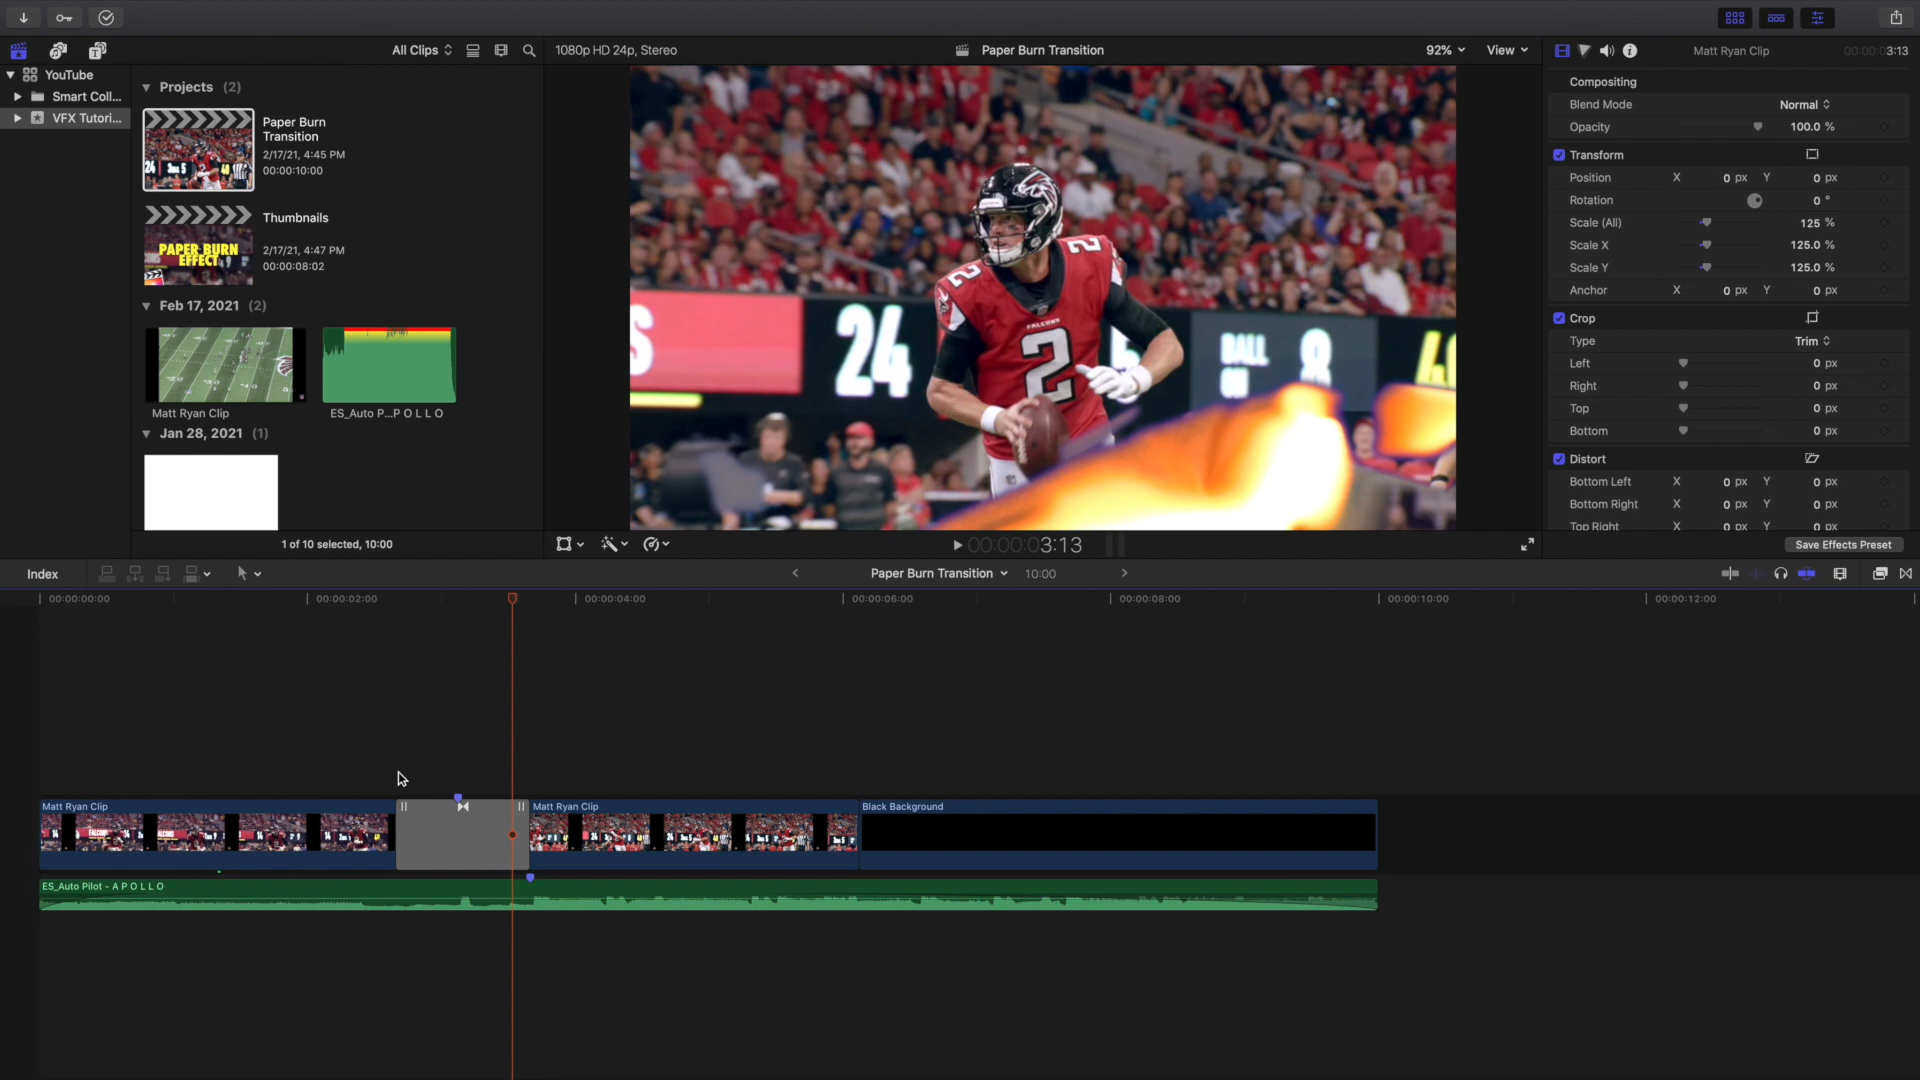 All Clips
1080p HD 24p, Stereo
Paper Burn Transition
92%
View
Matt Ryan Clip
00:00:03:13
YouTube
Smart Coll...
VFX Tutori...
Projects (2)
Paper Burn
Transition
2/17/21, 4:45 PM
00:00:10:00
Thumbnails
2/17/21, 4:47 PM
00:00:08:02
PAPER BURN
EFFECT
Feb 17, 2021 (2)
Matt Ryan Clip
ES_Auto P...P O L L O
Jan 28, 2021 (1)
1 of 10 selected, 10:00
24
BALL
ON
8
FALCONS
2
2
2
Compositing
Blend Mode Normal
Opacity 100.0 %
Transform
Position X 0 px Y 0 px
Rotation 0 °
Scale (All) 125 %
Scale X 125.0 %
Scale Y 125.0 %
Anchor X 0 px Y 0 px
Crop
Type Trim
Left 0 px
Right 0 px
Top 0 px
Bottom 0 px
Distort
Bottom Left X 0 px Y 0 px
Bottom Right X 0 px Y 0 px
Top Right X 0 px Y 0 px
Save Effects Preset
00:00:03:13
Index
Paper Burn Transition 10:00
00:00:00:00
00:00:02:00
00:00:04:00
00:00:06:00
00:00:08:00
00:00:10:00
00:00:12:00
Matt Ryan Clip
Matt Ryan Clip
Black Background
ES_Auto Pilot - A P O L L O